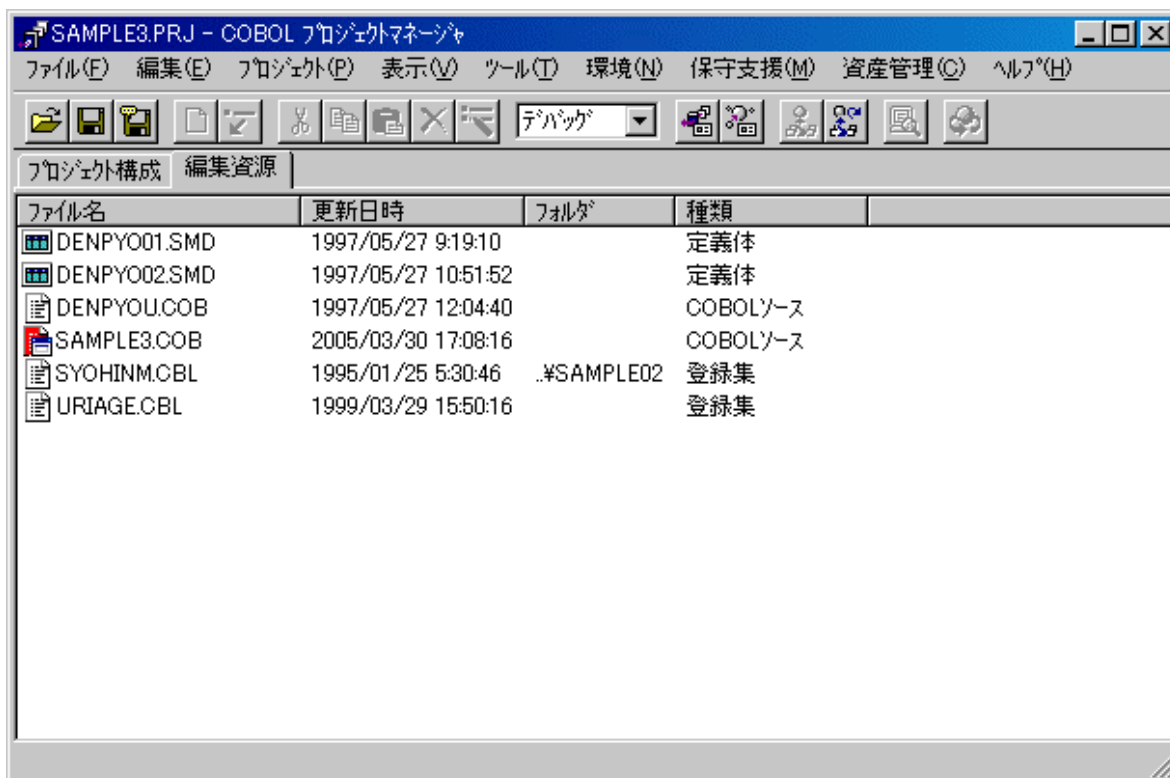 SAMPLE3.PRJ - COBOL ﾌﾟﾛｼﾞｪｸﾄﾏﾈｰｼﾞｬ
ﾌｧｲﾙ(F) 編集(E) ﾌﾟﾛｼﾞｪｸﾄ(P) 表示(V) ﾂｰﾙ(T) 環境(N) 保守支援(M) 資産管理(C) ﾍﾙﾌﾟ(H)
ﾃﾞﾊﾞｯｸﾞ
ﾌﾟﾛｼﾞｪｸﾄ構成 編集資源
ﾌｧｲﾙ名 更新日時 ﾌｫﾙﾀﾞ 種類
DENPYO01.SMD 1997/05/27 9:19:10 定義体
DENPYO02.SMD 1997/05/27 10:51:52 定義体
DENPYOU.COB 1997/05/27 12:04:40 COBOLｿｰｽ
SAMPLE3.COB 2005/03/30 17:08:16 COBOLｿｰｽ
SYOHINM.CBL 1995/01/25 5:30:46 ..¥SAMPLE02 登録集
URIAGE.CBL 1999/03/29 15:50:16 登録集